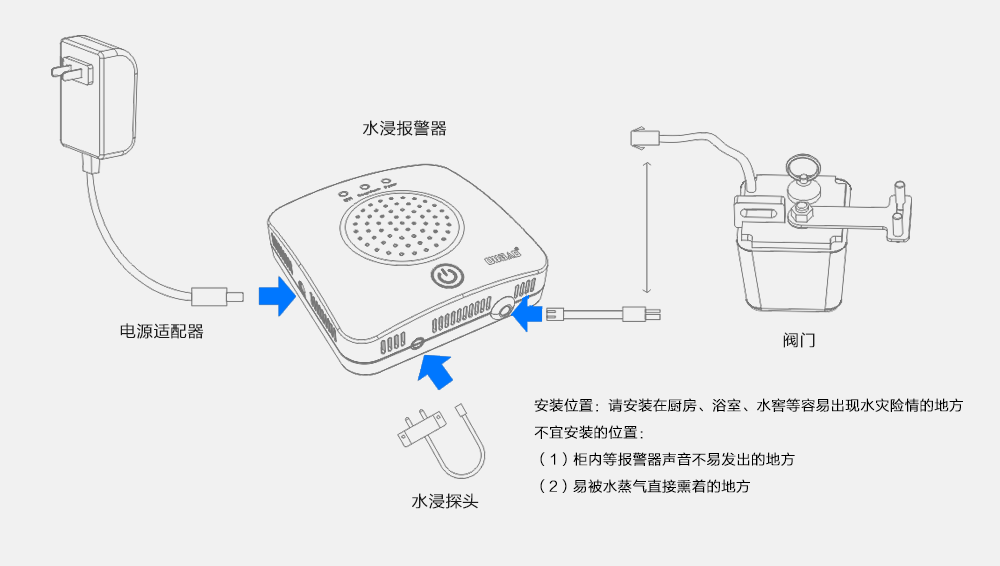 水浸报警器
电源适配器
阀门
水浸探头
安装位置：请安装在厨房、浴室、水窖等容易出现水灾险情的地方
不宜安装的位置：
（1）柜内等报警器声音不易发出的地方
（2）易被水蒸气直接熏着的地方